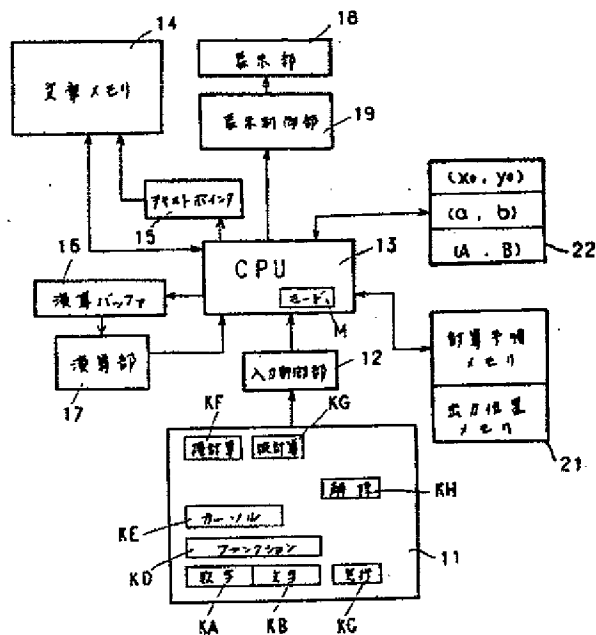 14
18
文章メモリ
表示部
表示制御部
19
テキストポインタ
15
(x0, y0)
(a, b)
(A, B)
22
13
CPU
モード
M
16
演算バッファ
演算部
17
12
入力制御部
計算手順
メモリ
出力位置
メモリ
21
KF
KG
横計算
縦計算
解除
KH
KE
カーソル
KD
ファンクション
11
数字
文字
実行
KA
KB
KC